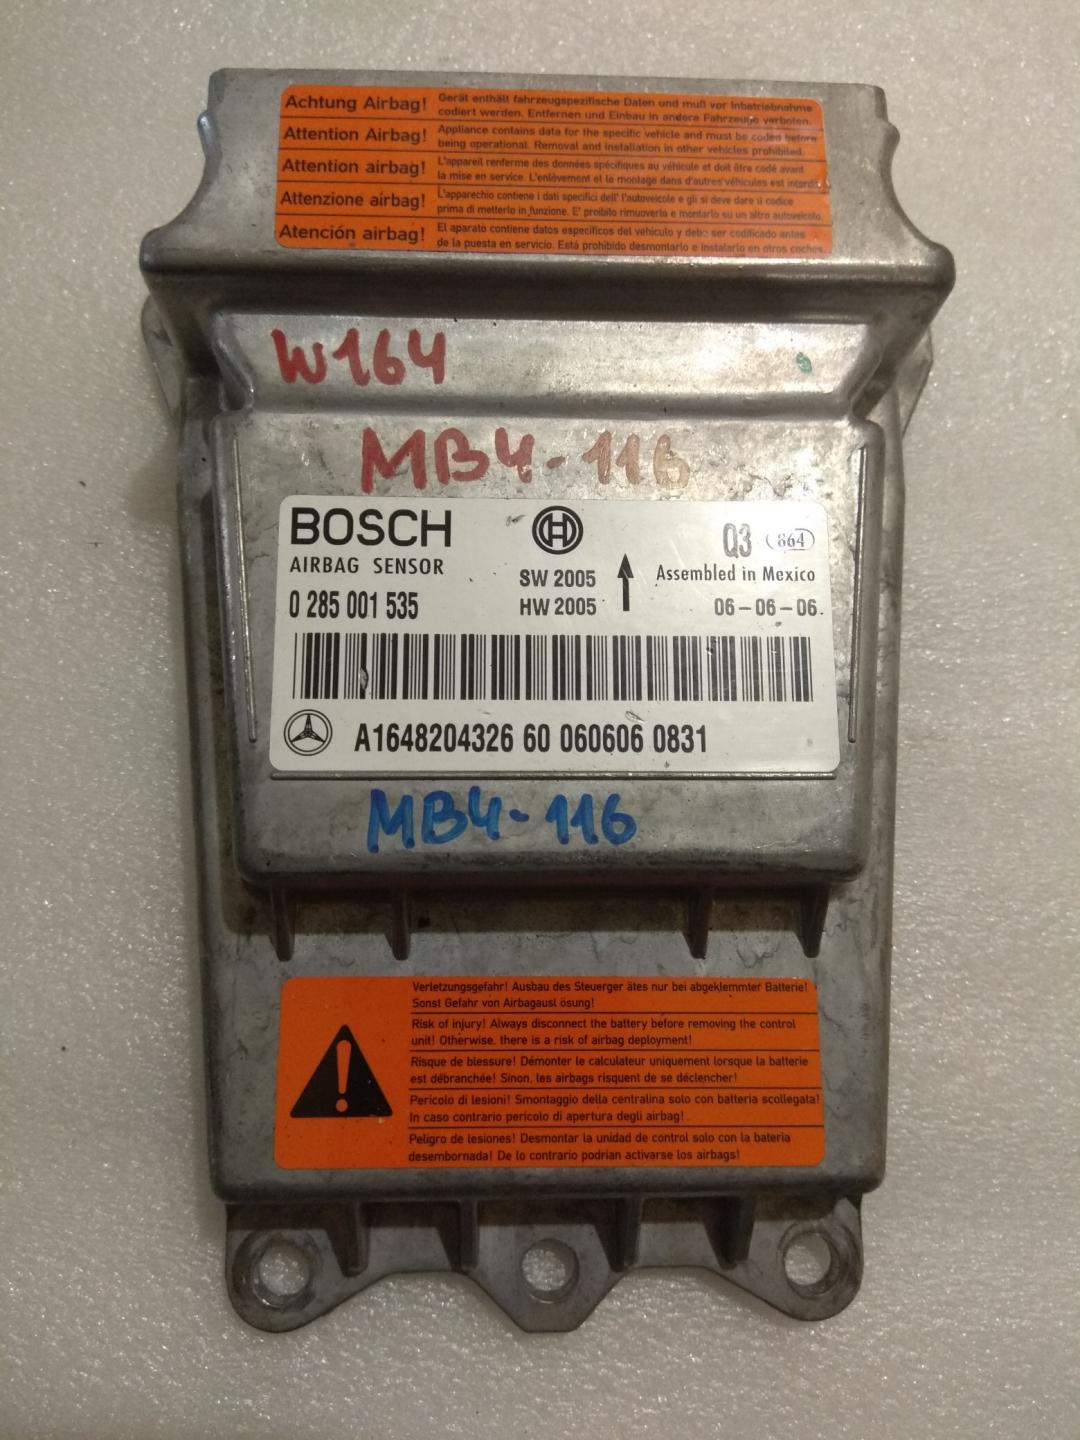 Achtung Airbag! Gerät enthält fahrzeugspezifische Daten und muß vor Inbetriebnahme
codiert werden. Entfernen und Einbau in andere Fahrzeuge verboten.
Attention Airbag! Appliance contains data for the specific vehicle and must be coded before
being operational. Removal and installation in other vehicles prohibited.
Attention airbag! L'appareil renferme des données spécifiques au véhicule et doit être codé avant
la mise en service. L'enlèvement et le montage dans d'autres véhicules est interdit.
Attenzione airbag! L'apparechio contiene i dati specifici dell' l'autoveicole e gli si deve dare il codice
prima di metterlo in funzione. E' proibito rimuoverlo e montarlo su un altro autoveicolo.
Atención airbag! El aparato contiene datos especificos del vehículo y debe ser codificado antes
de la puesta en servicio. Está prohibido desmontarlo e instalarlo en otros coches.
W164
MB4-116
BOSCH
Q3 864
AIRBAG SENSOR
SW 2005
Assembled in Mexico
0 285 001 535
HW 2005
06-06-06.
A1648204326 60 060606 0831
MB4-116
Verletzungsgefahr! Ausbau des Steuerger ätes nur bei abgeklemmter Batterie!
Sonst Gefahr von Airbagausl ösung!
Risk of injury! Always disconnect the battery before removing the control
unit! Otherwise, there is a risk of airbag deployment!
Risque de blessure! Démonter le calculateur uniquement lorsque la batterie
est débranchée! Sinon, les airbags risquent de se déclencher!
Pericolo di lesioni! Smontaggio della centralina solo con batteria scollegata!
In caso contrario pericolo di apertura degli airbag!
Peligro de lesiones! Desmontar la unidad de control solo con la bateria
desembornada! De lo contrario podrian activarse los airbags!